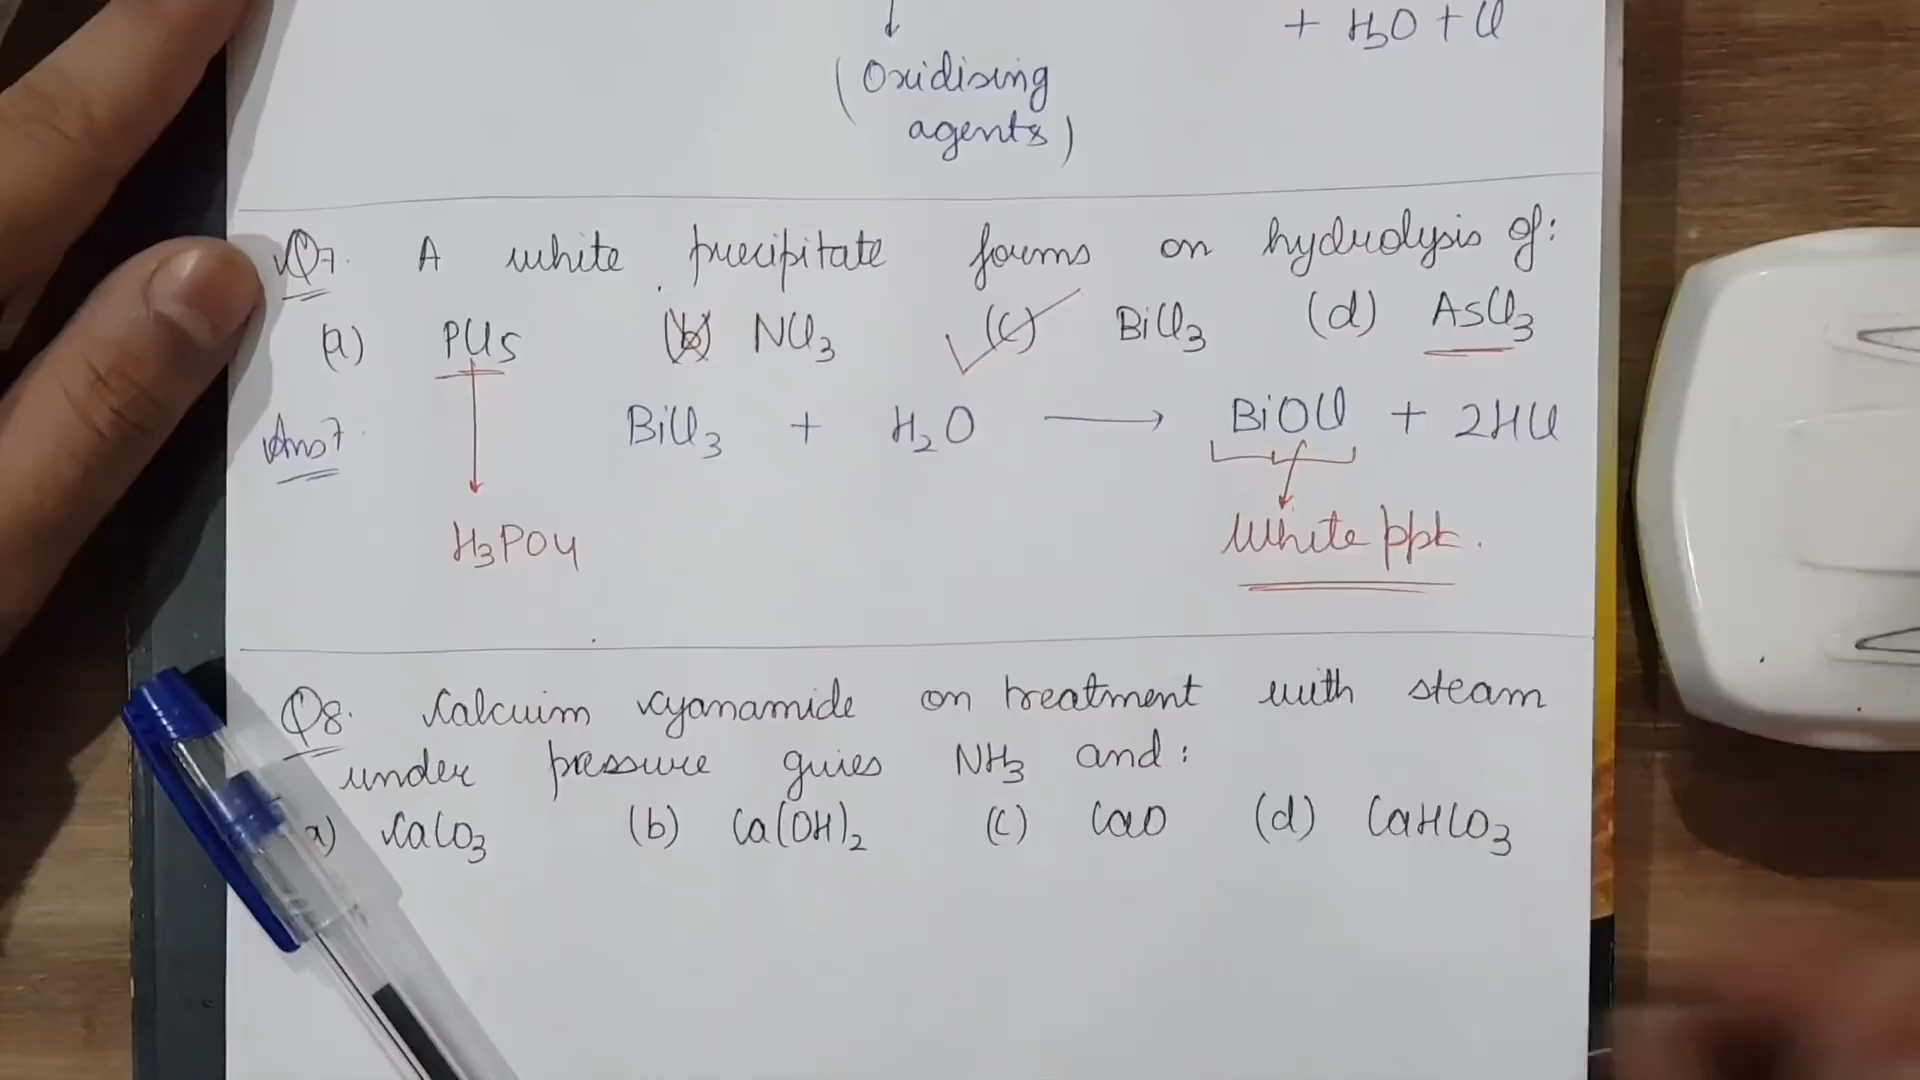 + H3O + Cl
(Oxidising
agents)
Q7. A white precipitate forms on hydrolysis of:
(a) PCl5 (b) NCl3 (c) BiCl3 (d) AsCl3
Ans7. BiCl3 + H2O → BiOCl + 2HCl
H3PO4 White ppt.
Q8. Calcuim cyanamide on treatment with steam
under pressure gives NH3 and:
a) CaCO3 (b) Ca(OH)2 (c) CaO (d) CaHCO3